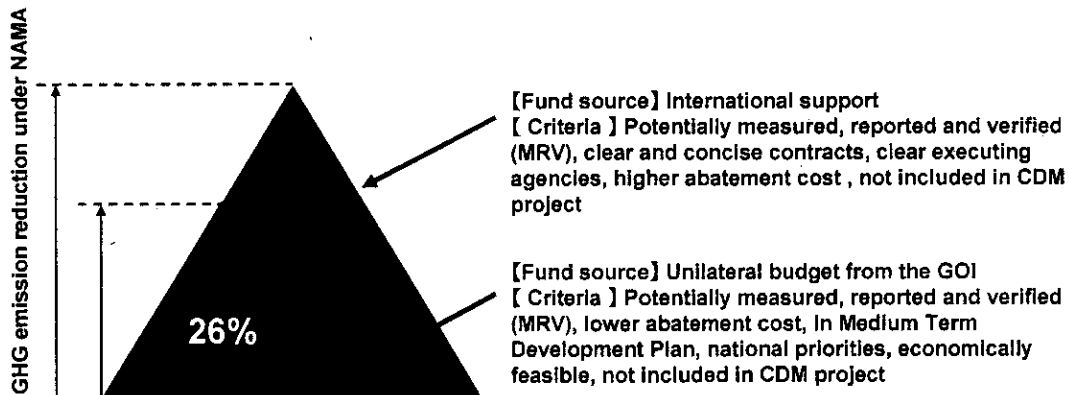 GHG emission reduction under NAMA
【Fund source】 International support
【 Criteria 】 Potentially measured, reported and verified
(MRV), clear and concise contracts, clear executing
agencies, higher abatement cost , not included in CDM
project
【Fund source】 Unilateral budget from the GOI
【 Criteria 】 Potentially measured, reported and verified
(MRV), lower abatement cost, In Medium Term
Development Plan, national priorities, economically
feasible, not included in CDM project
26%